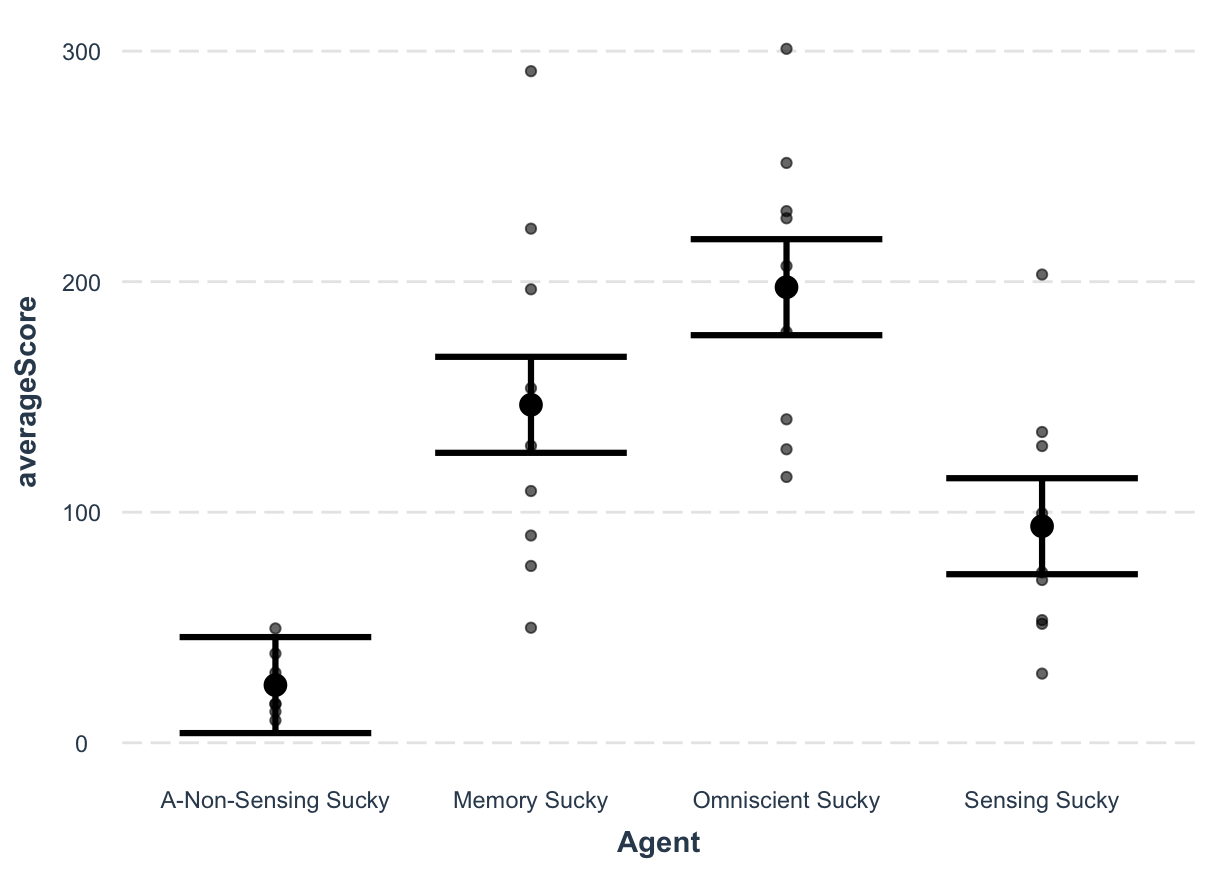 averageScore
300
200
100
0
A-Non-Sensing Sucky
Memory Sucky
Omniscient Sucky
Sensing Sucky
Agent